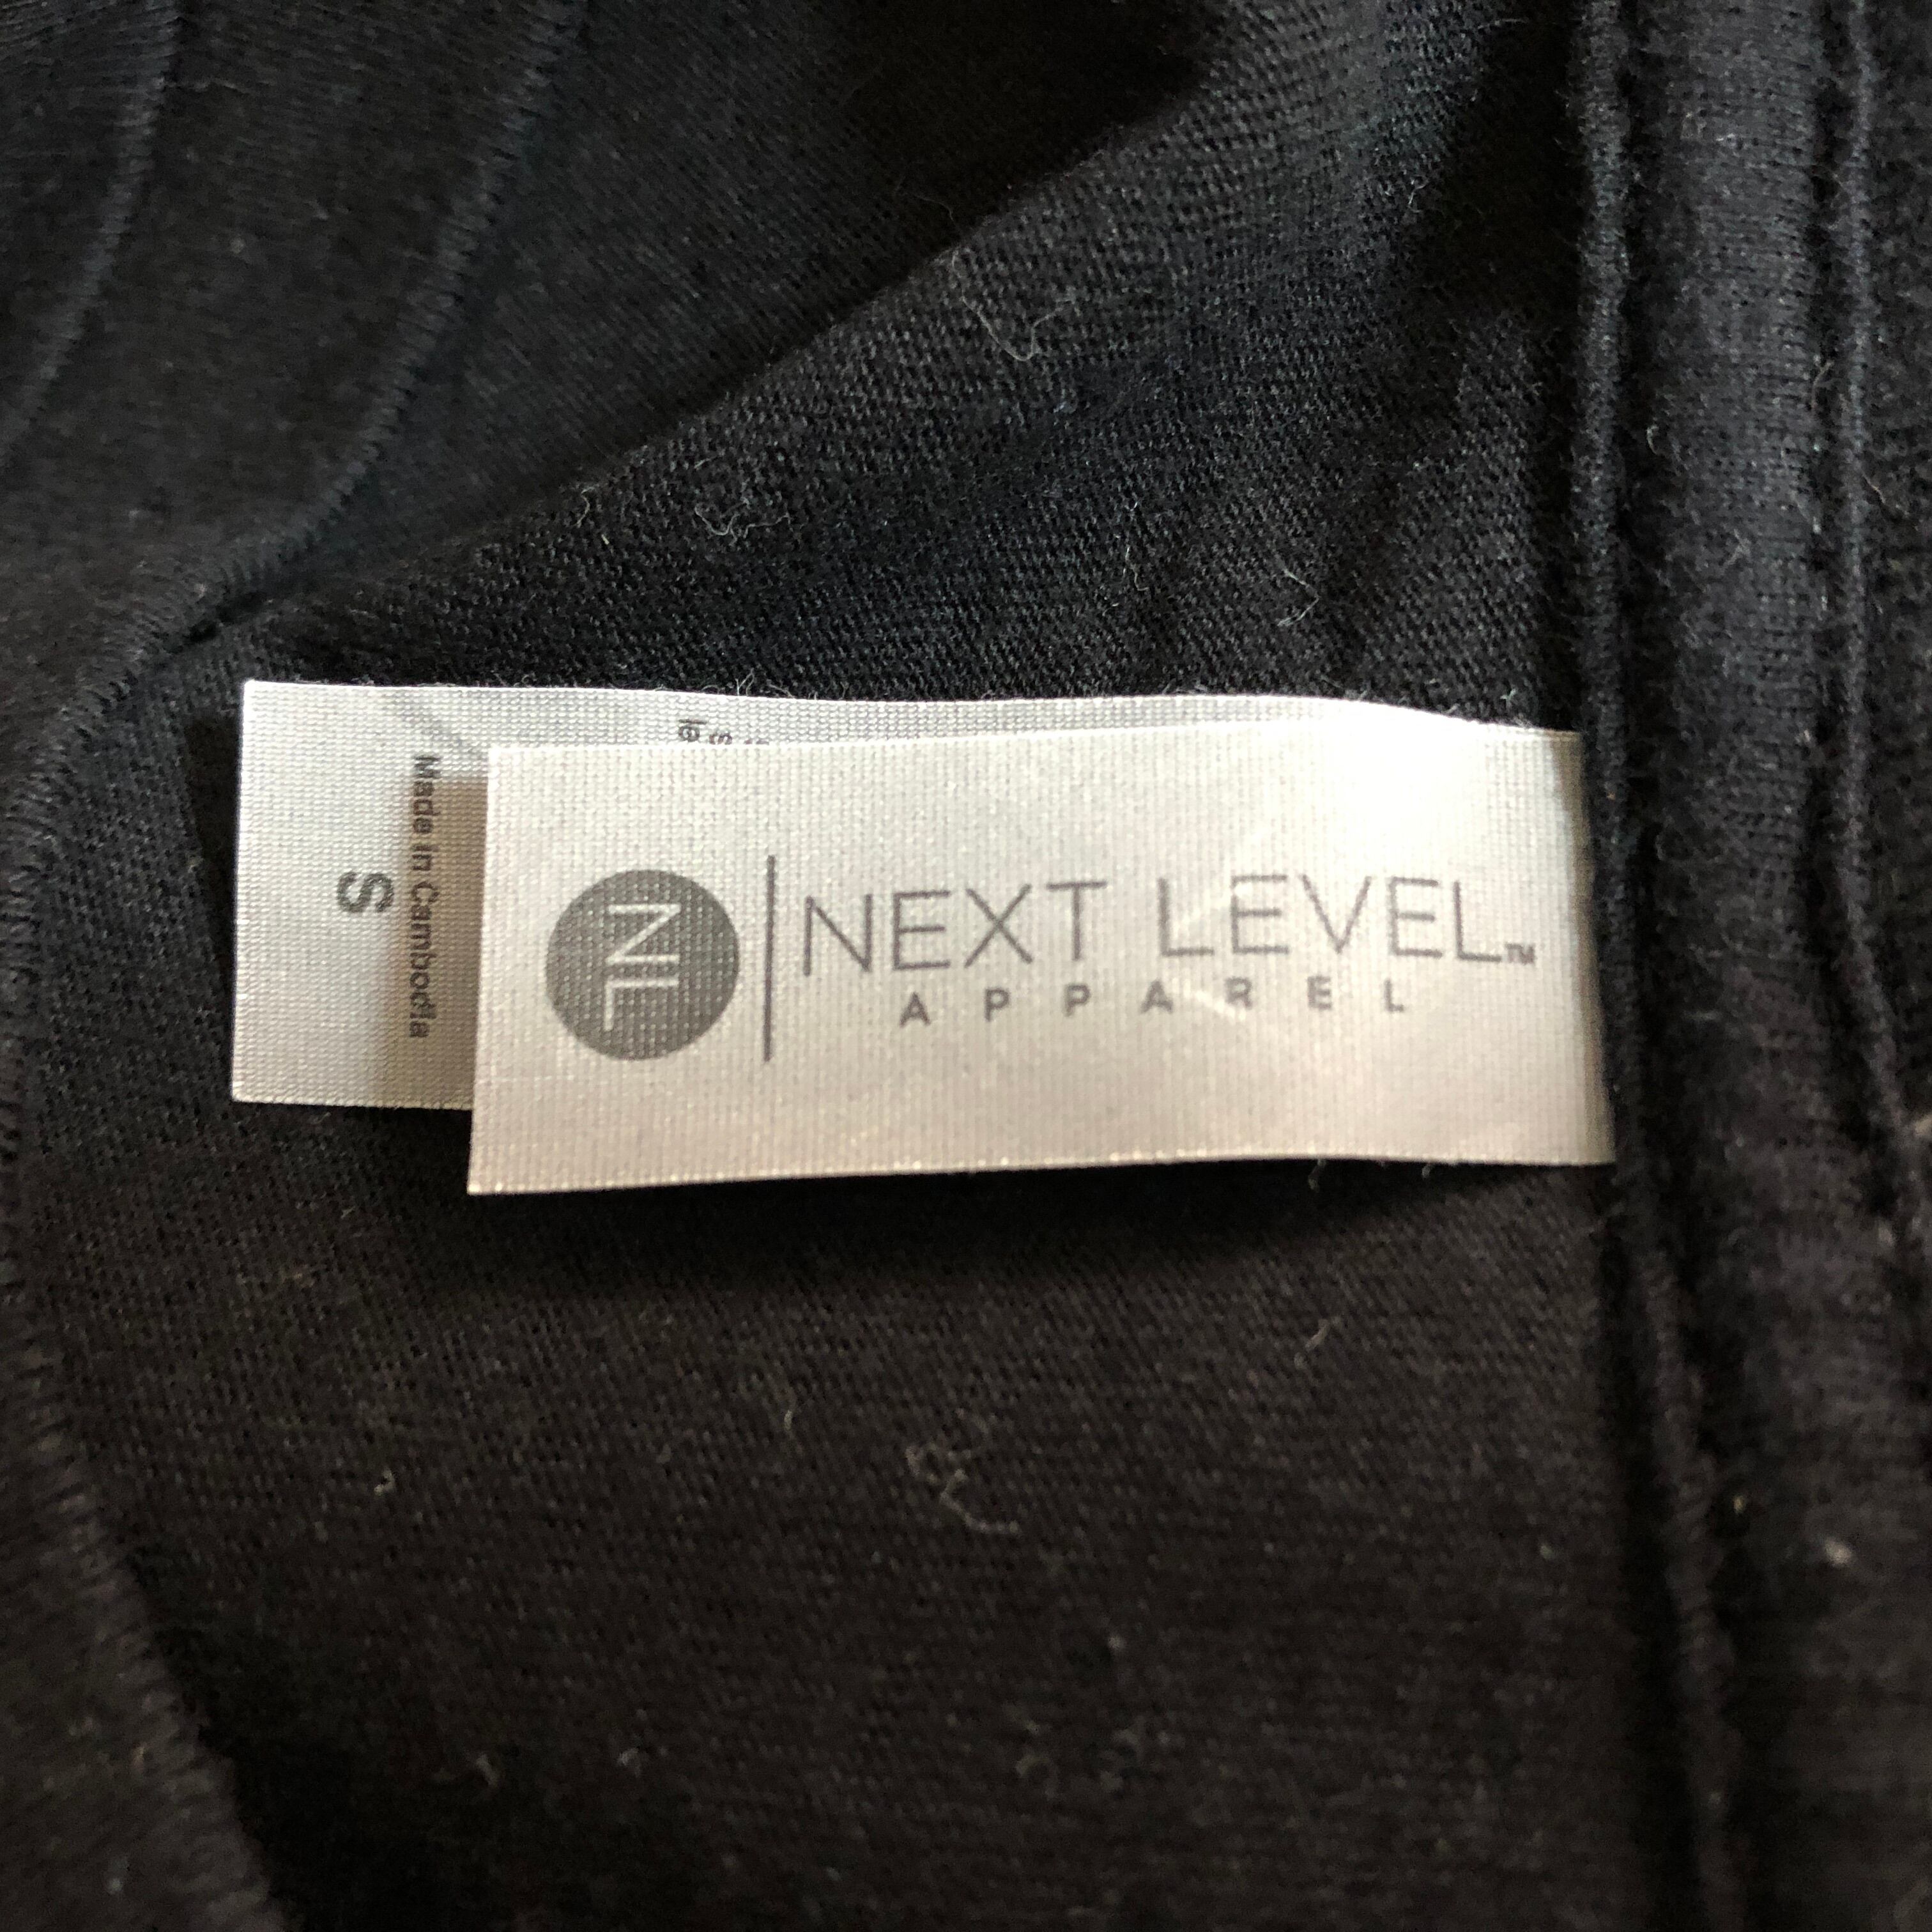 NL
NEXT LEVEL™
APPAREL
Made in Cambodia
S